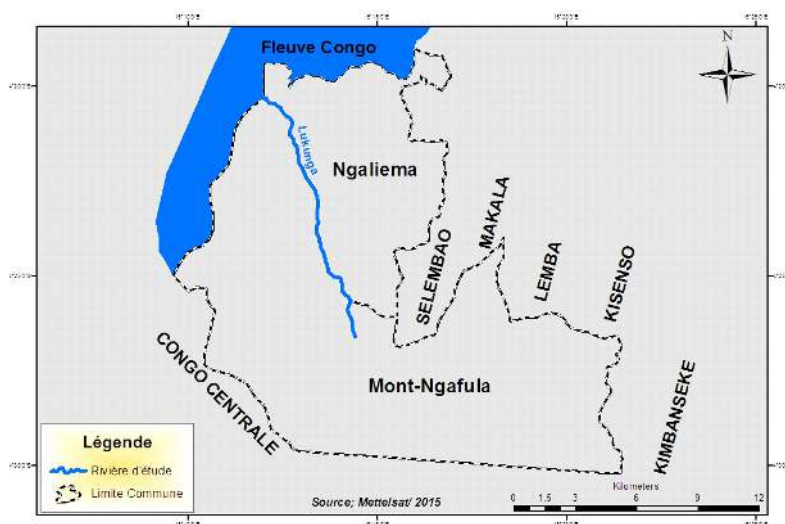 Fleuve Congo
N
Lukunga
Ngaliema
SELEMBAO
MAKALA
LEMBA
KISENSO
KIMBANSEKE
CONGO CENTRALE
Mont-Ngafula
Légende
Rivière d'étude
Limite Commune
Source; Mettelsat/ 2015
Kilometers
0 1.5 3 6 9 12